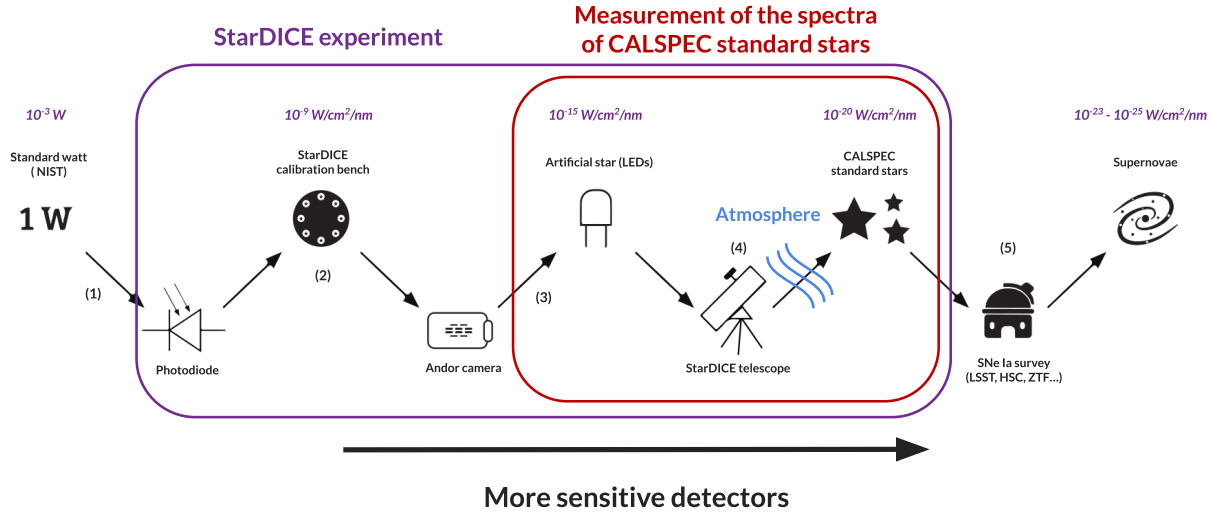 StarDICE experiment
Measurement of the spectra
of CALSPEC standard stars
10⁻³ W
10⁻⁹ W/cm²/nm
10⁻¹⁵ W/cm²/nm
10⁻²⁰ W/cm²/nm
10⁻²³ - 10⁻²⁵ W/cm²/nm
Standard watt
( NIST)
StarDICE
calibration bench
Artificial star (LEDs)
CALSPEC
standard stars
Supernovae
1 W
Atmosphere
(1)
(2)
(3)
(4)
(5)
Photodiode
Andor camera
StarDICE telescope
SNe Ia survey
(LSST, HSC, ZTF...)
More sensitive detectors